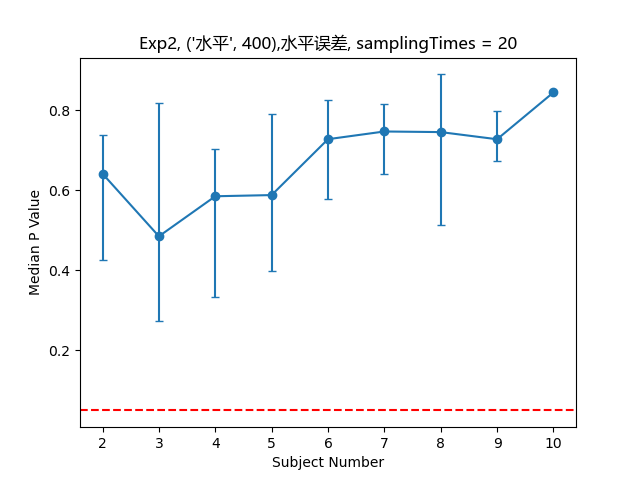 Exp2, ('水平', 400),水平误差, samplingTimes = 20
Median P Value
0.8
0.6
0.4
0.2
2 3 4 5 6 7 8 9 10
Subject Number